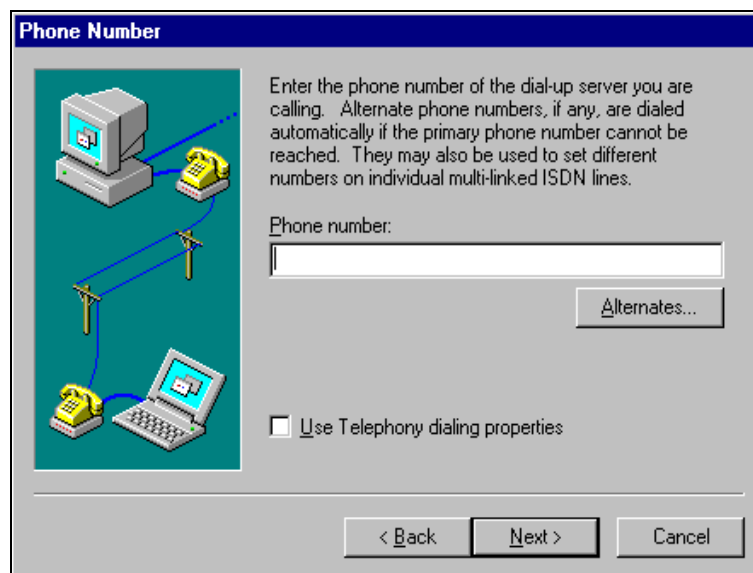 Phone Number
Enter the phone number of the dial-up server you are
calling.  Alternate phone numbers, if any, are dialed
automatically if the primary phone number cannot be
reached.  They may also be used to set different
numbers on individual multi-linked ISDN lines.
Phone number:
Alternates...
Use Telephony dialing properties
< Back
Next >
Cancel